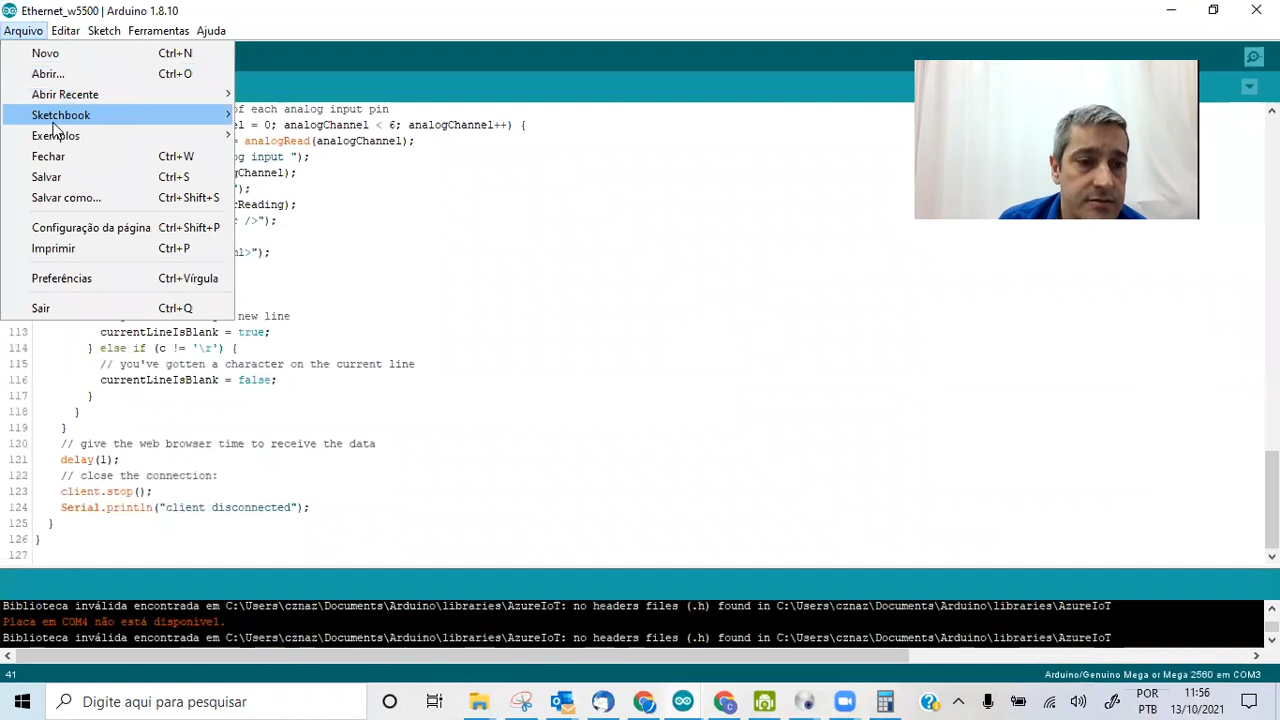 Ethernet_w5500 | Arduino 1.8.10
Arquivo Editar Sketch Ferramentas Ajuda
Novo Ctrl+N
Abrir... Ctrl+O
Abrir Recente
Sketchbook
Exemplos
Fechar Ctrl+W
Salvar Ctrl+S
Salvar como... Ctrl+Shift+S
Configuração da página Ctrl+Shift+P
Imprimir Ctrl+P
Preferências Ctrl+Vírgula
Sair Ctrl+Q
of each analog input pin
= 0; analogChannel < 6; analogChannel++) {
= analogRead(analogChannel);
input ");
");
/>");
>");
new line
113 currentLineIsBlank = true;
114 } else if (c != '\r') {
115 // you've gotten a character on the current line
116 currentLineIsBlank = false;
117 }
118 }
119 }
120 // give the web browser time to receive the data
121 delay(1);
122 // close the connection:
123 client.stop();
124 Serial.println("client disconnected");
125 }
126 }
127
Biblioteca inválida encontrada em C:\Users\cznaz\Documents\Arduino\libraries\AzureIoT: no headers files (.h) found in C:\Users\cznaz\Documents\Arduino\libraries\AzureIoT
Placa em COM4 não está disponível.
Biblioteca inválida encontrada em C:\Users\cznaz\Documents\Arduino\libraries\AzureIoT: no headers files (.h) found in C:\Users\cznaz\Documents\Arduino\libraries\AzureIoT
41 Arduino/Genuino Mega or Mega 2560 em COM3
Digite aqui para pesquisar
POR
PTB
11:56
13/10/2021